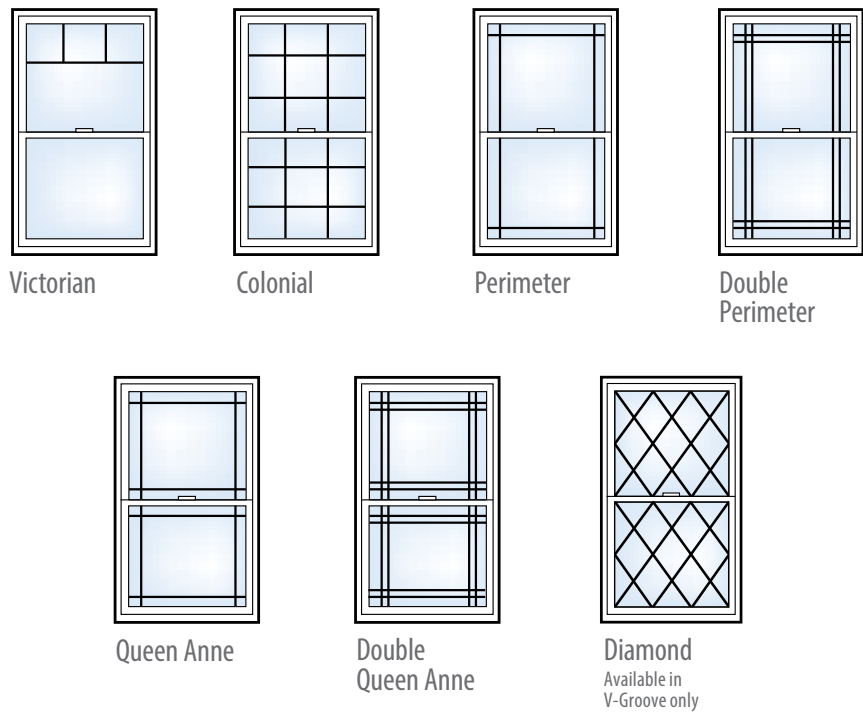 Victorian
Colonial
Perimeter
Double
Perimeter
Queen Anne
Double
Queen Anne
Diamond
Available in
V-Groove only